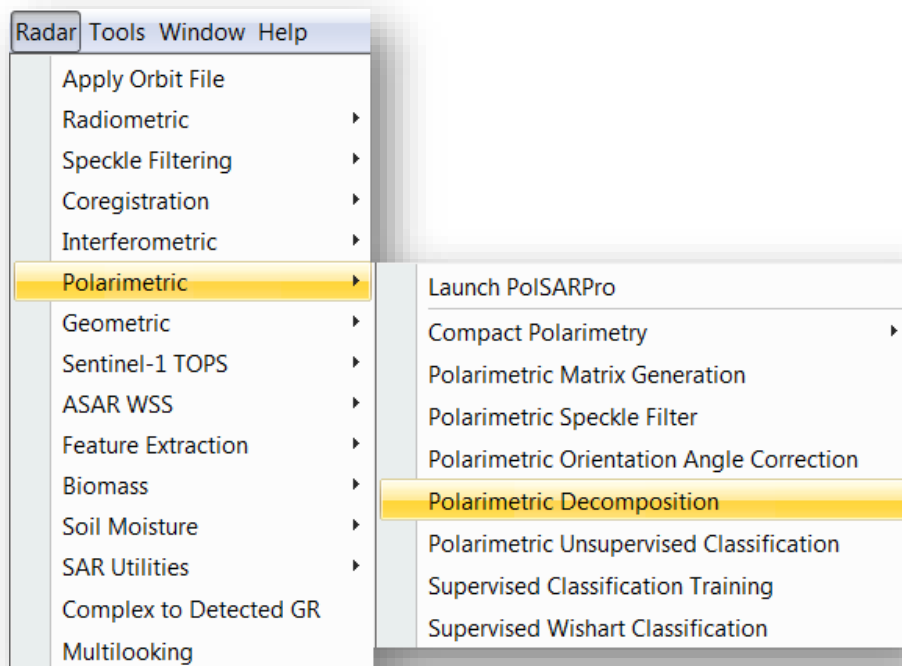 Radar Tools Window Help
Apply Orbit File
Radiometric
Speckle Filtering
Coregistration
Interferometric
Polarimetric
Geometric
Sentinel-1 TOPS
ASAR WSS
Feature Extraction
Biomass
Soil Moisture
SAR Utilities
Complex to Detected GR
Multilooking
Launch PolSARPro
Compact Polarimetry
Polarimetric Matrix Generation
Polarimetric Speckle Filter
Polarimetric Orientation Angle Correction
Polarimetric Decomposition
Polarimetric Unsupervised Classification
Supervised Classification Training
Supervised Wishart Classification